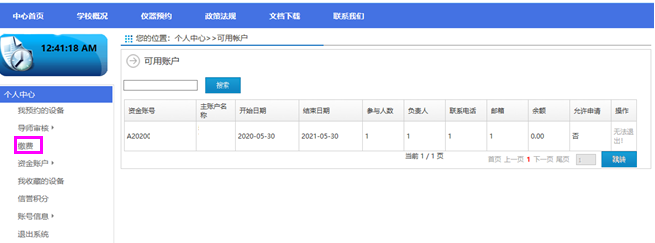 中心首页 学校概况 仪器预约 政策法规 文档下载 联系我们
12:41:18 AM
您的位置：个人中心>>可用帐户
个人中心
我预约的设备
导师审核
缴费
资金账户
我收藏的设备
信誉积分
账号信息
退出系统
可用账户
搜索
资金账号 主账户名称 开始日期 结束日期 参与人数 负责人 联系电话 邮箱 余额 允许申请 操作
A2020( 2020-05-30 2021-05-30 1 1 1 1 0.00 否 无法退出!
当前 1 / 1 页 首页 上一页 1 下一页 尾页 1 跳转